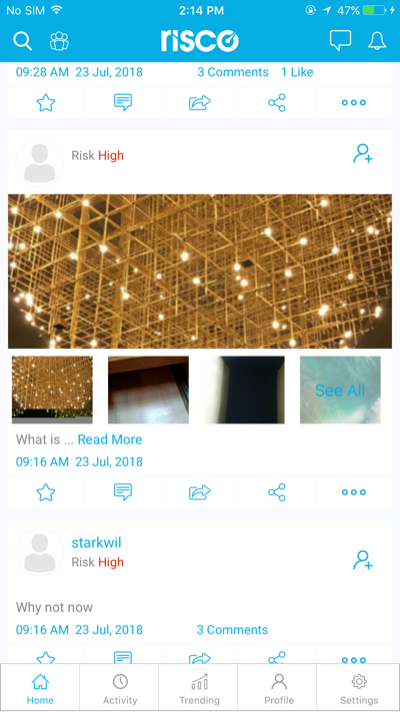 No SIM 2:14 PM 47%
risco
09:28 AM 23 Jul, 2018 3 Comments 1 Like
Risk High
See All
What is ... Read More
09:16 AM 23 Jul, 2018
starkwil
Risk High
Why not now
09:16 AM 23 Jul, 2018 3 Comments
Home Activity Trending Profile Settings